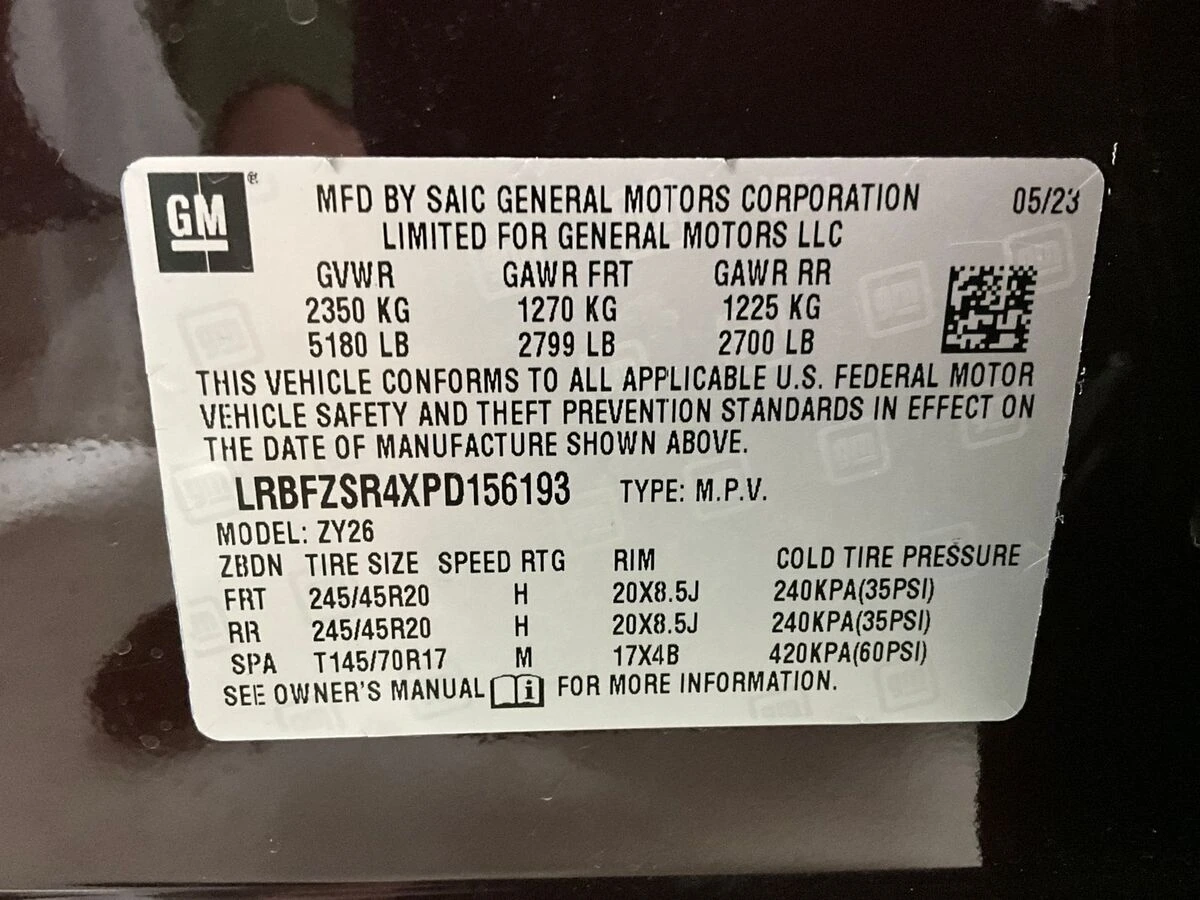 GM ® MFD BY SAIC GENERAL MOTORS CORPORATION 05/23
LIMITED FOR GENERAL MOTORS LLC
GVWR GAWR FRT GAWR RR
2350 KG 1270 KG 1225 KG
5180 LB 2799 LB 2700 LB
THIS VEHICLE CONFORMS TO ALL APPLICABLE U.S. FEDERAL MOTOR
VEHICLE SAFETY AND THEFT PREVENTION STANDARDS IN EFFECT ON
THE DATE OF MANUFACTURE SHOWN ABOVE.
LRBFZSR4XPD156193 TYPE: M.P.V.
MODEL: ZY26
ZBDN TIRE SIZE SPEED RTG RIM COLD TIRE PRESSURE
FRT 245/45R20 H 20X8.5J 240KPA(35PSI)
RR 245/45R20 H 20X8.5J 240KPA(35PSI)
SPA T145/70R17 M 17X4B 420KPA(60PSI)
SEE OWNER'S MANUAL i FOR MORE INFORMATION.